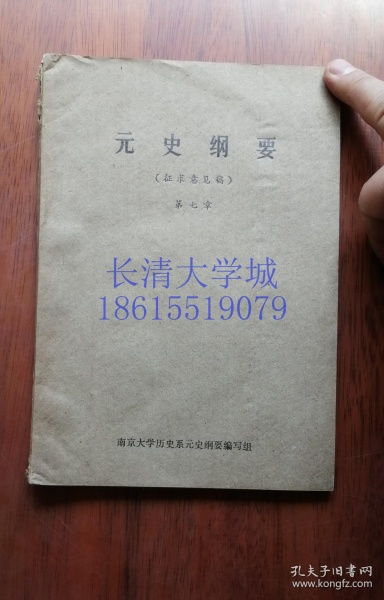 元史纲要
（征求意见稿）
第七章
长清大学城
18615519079
南京大学历史系元史纲要编写组
孔夫子旧书网
www.kongfz.com